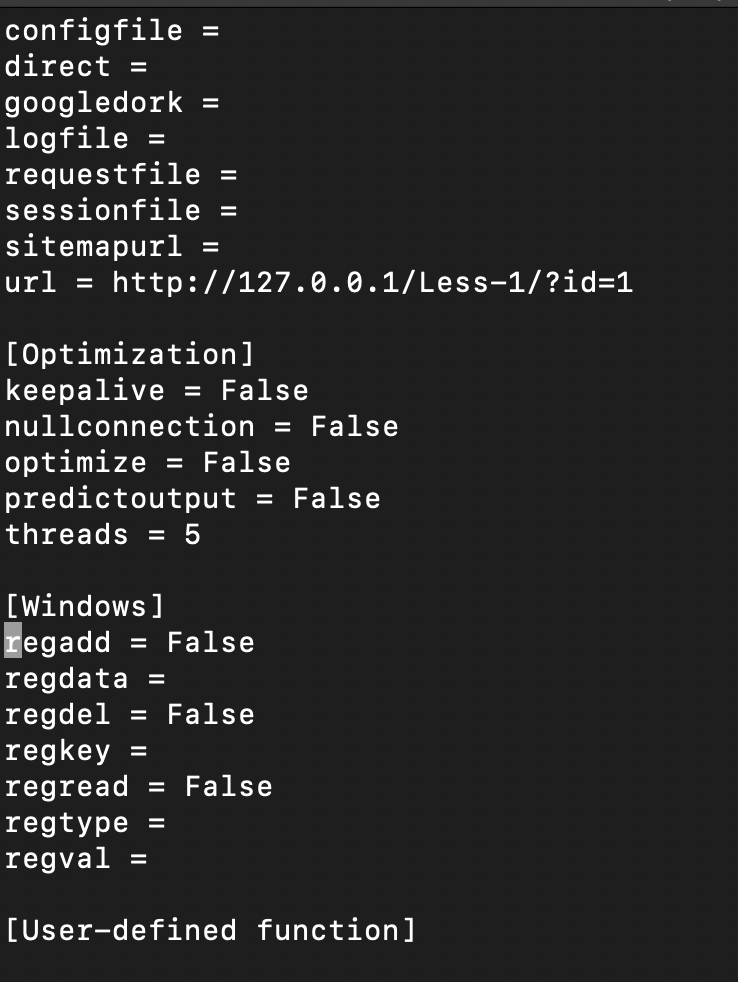 configfile =
direct =
googledork =
logfile =
requestfile =
sessionfile =
sitemapurl =
url = http://127.0.0.1/Less-1/?id=1
[Optimization]
keepalive = False
nullconnection = False
optimize = False
predictoutput = False
threads = 5
[Windows]
regadd = False
regdata =
regdel = False
regkey =
regread = False
regtype =
regval =
[User-defined function]